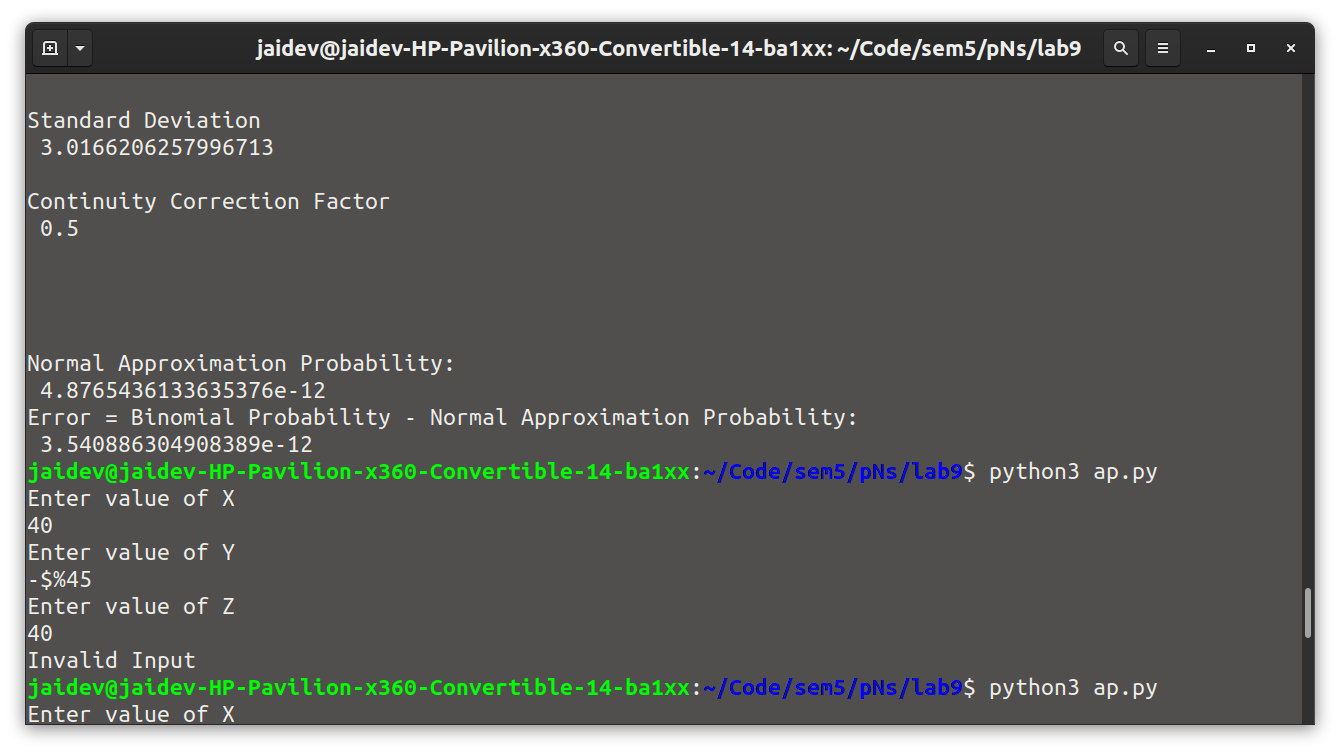 jaidev@jaidev-HP-Pavilion-x360-Convertible-14-ba1xx: ~/Code/sem5/pNs/lab9
Standard Deviation
3.0166206257996713
Continuity Correction Factor
0.5
Normal Approximation Probability:
4.8765436133635376e-12
Error = Binomial Probability - Normal Approximation Probability:
3.540886304908389e-12
jaidev@jaidev-HP-Pavilion-x360-Convertible-14-ba1xx:~/Code/sem5/pNs/lab9$ python3 ap.py
Enter value of X
40
Enter value of Y
-$%45
Enter value of Z
40
Invalid Input
jaidev@jaidev-HP-Pavilion-x360-Convertible-14-ba1xx:~/Code/sem5/pNs/lab9$ python3 ap.py
Enter value of X